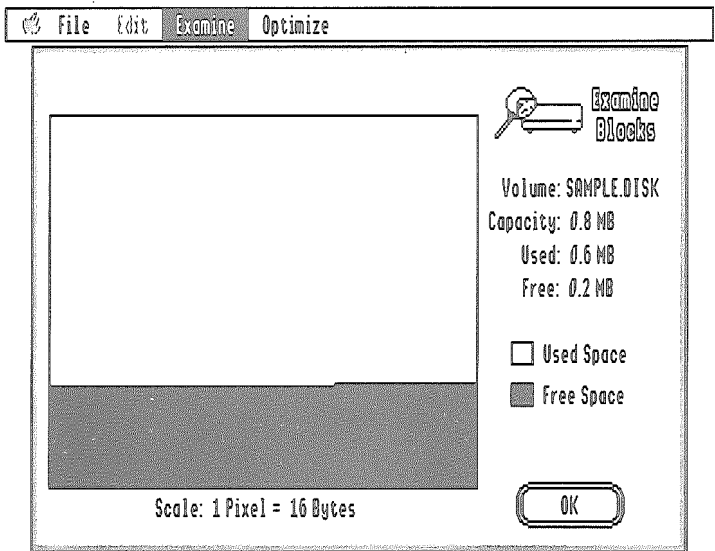 File Edit Examine Optimize
Examine
Blocks
Volume: SAMPLE.DISK
Capacity: 0.8 MB
Used: 0.6 MB
Free: 0.2 MB
Used Space
Free Space
Scale: 1 Pixel = 16 Bytes
OK